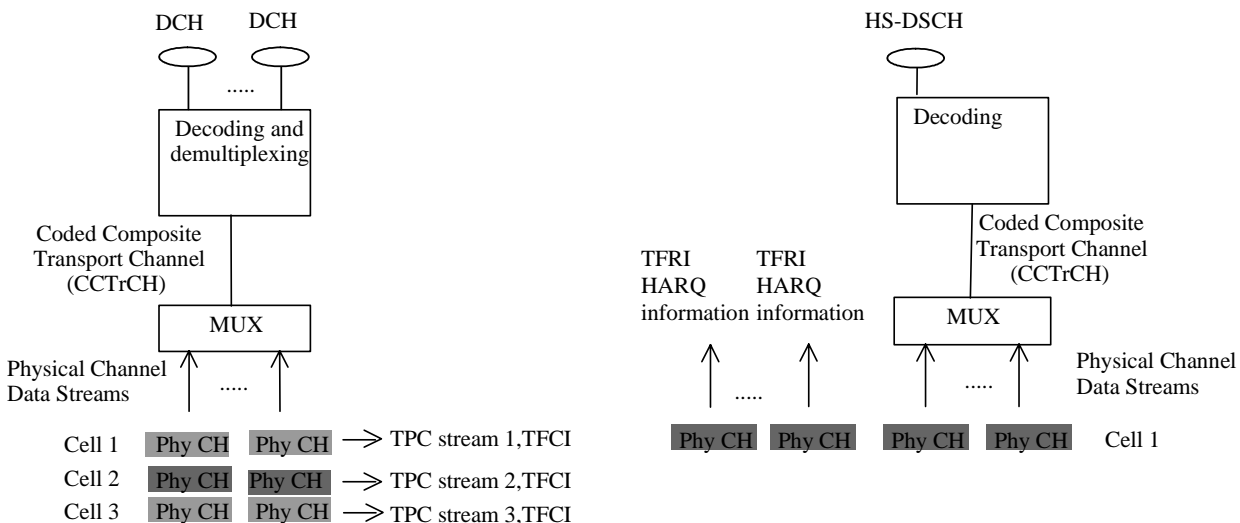 DCH
DCH
.....
Decoding and
demultiplexing
Coded Composite
Transport Channel
(CCTrCH)
MUX
Physical Channel
Data Streams
.....
Cell 1
Phy CH
Phy CH
TPC stream 1,TFCI
Cell 2
Phy CH
Phy CH
TPC stream 2,TFCI
Cell 3
Phy CH
Phy CH
TPC stream 3,TFCI
HS-DSCH
Decoding
Coded Composite
Transport Channel
(CCTrCH)
TFRI
HARQ
information
TFRI
HARQ
information
MUX
Physical Channel
Data Streams
.....
.....
Phy CH
Phy CH
Phy CH
Phy CH
Cell 1